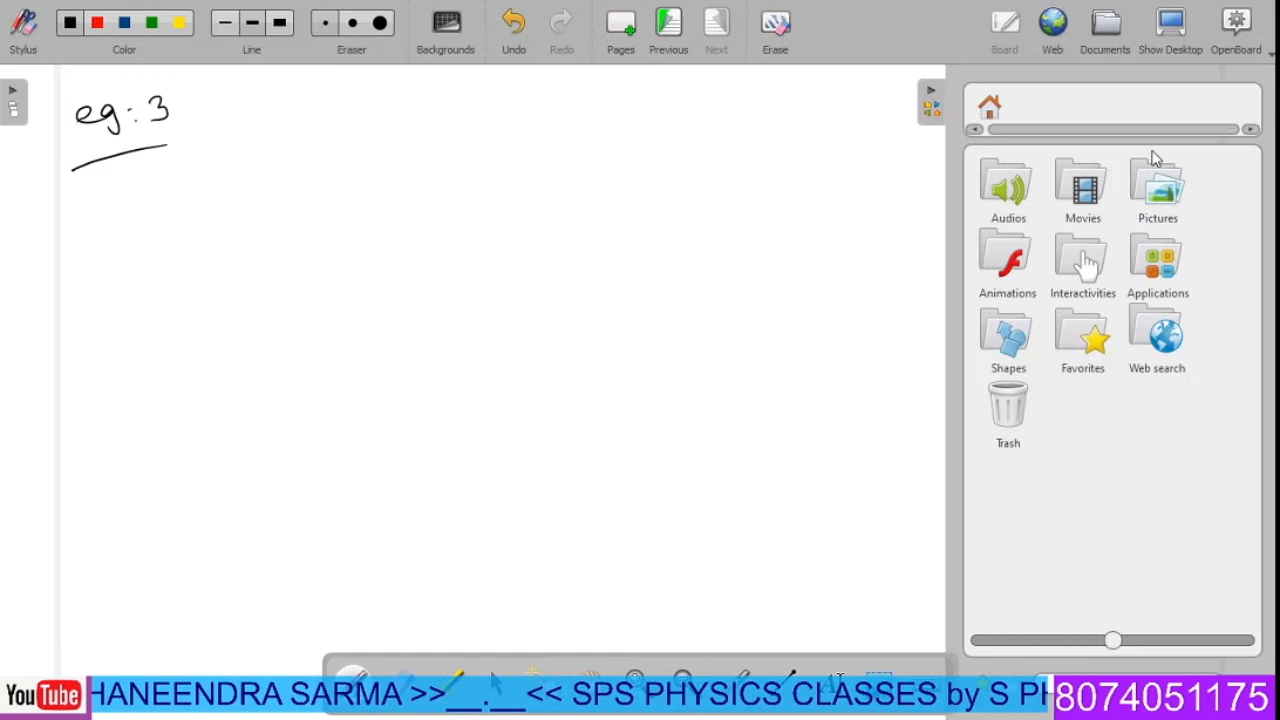 Stylus
Color
Line
Eraser
Backgrounds
Undo
Redo
Pages
Previous
Next
Erase
Board
Web
Documents
Show Desktop
OpenBoard
eg: 3
Audios
Movies
Pictures
Animations
Interactivities
Applications
Shapes
Favorites
Web search
Trash
YouTube
HANEENDRA SARMA >>__.__<< SPS PHYSICS CLASSES by S PH
8074051175